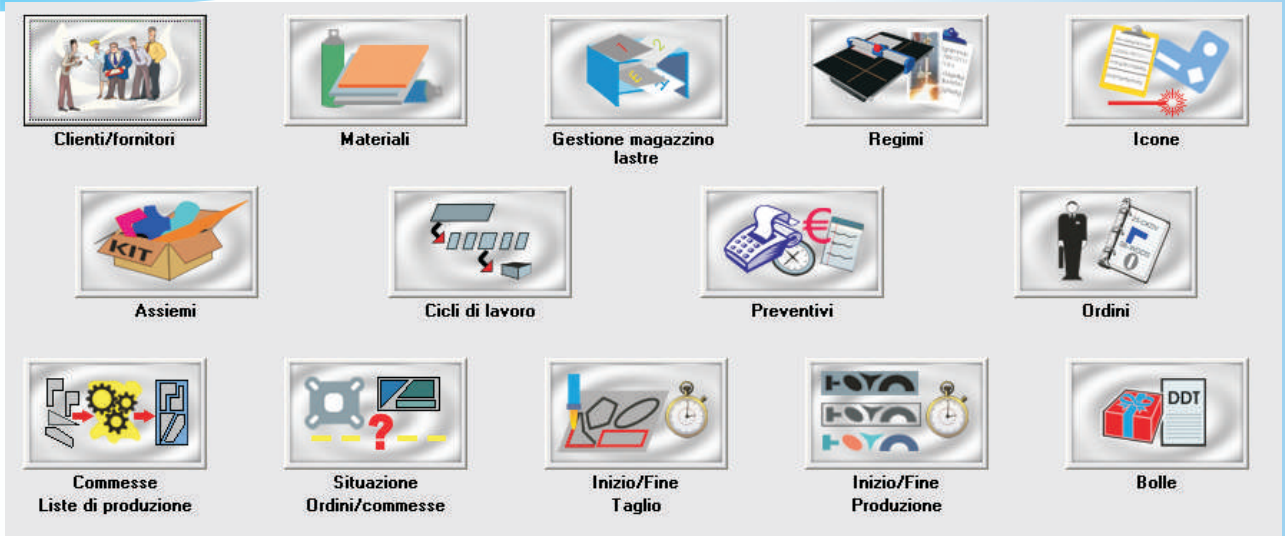 Clienti/fornitori
Materiali
Gestione magazzino
lastre
Regimi
Icone
KIT
Assiemi
Cicli di lavoro
€
Preventivi
Ordini
Commesse
Liste di produzione
?
Situazione
Ordini/commesse
Inizio/Fine
Taglio
Inizio/Fine
Produzione
DDT
Bolle